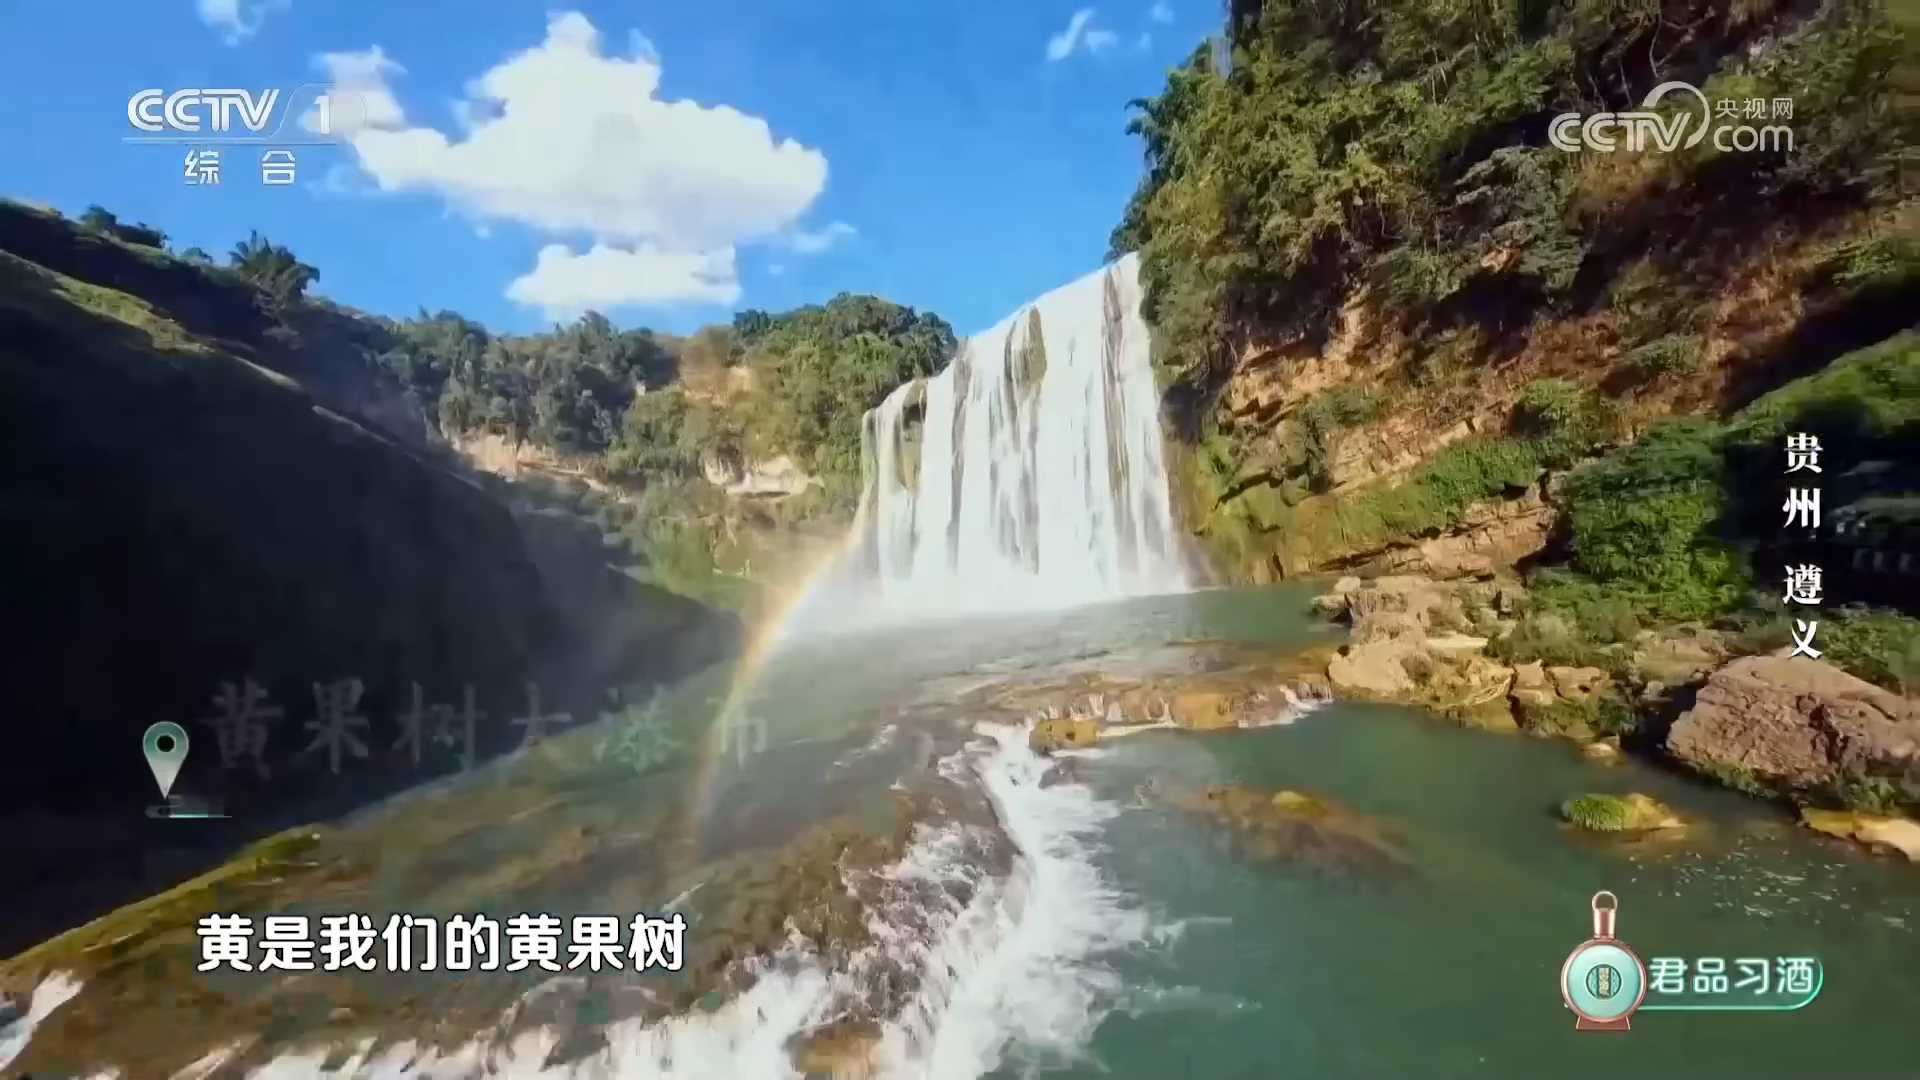 CCTV 1
综合
央视网
CCTV.com
贵州 遵义
黄果树大瀑布
黄是我们的黄果树
君品习酒